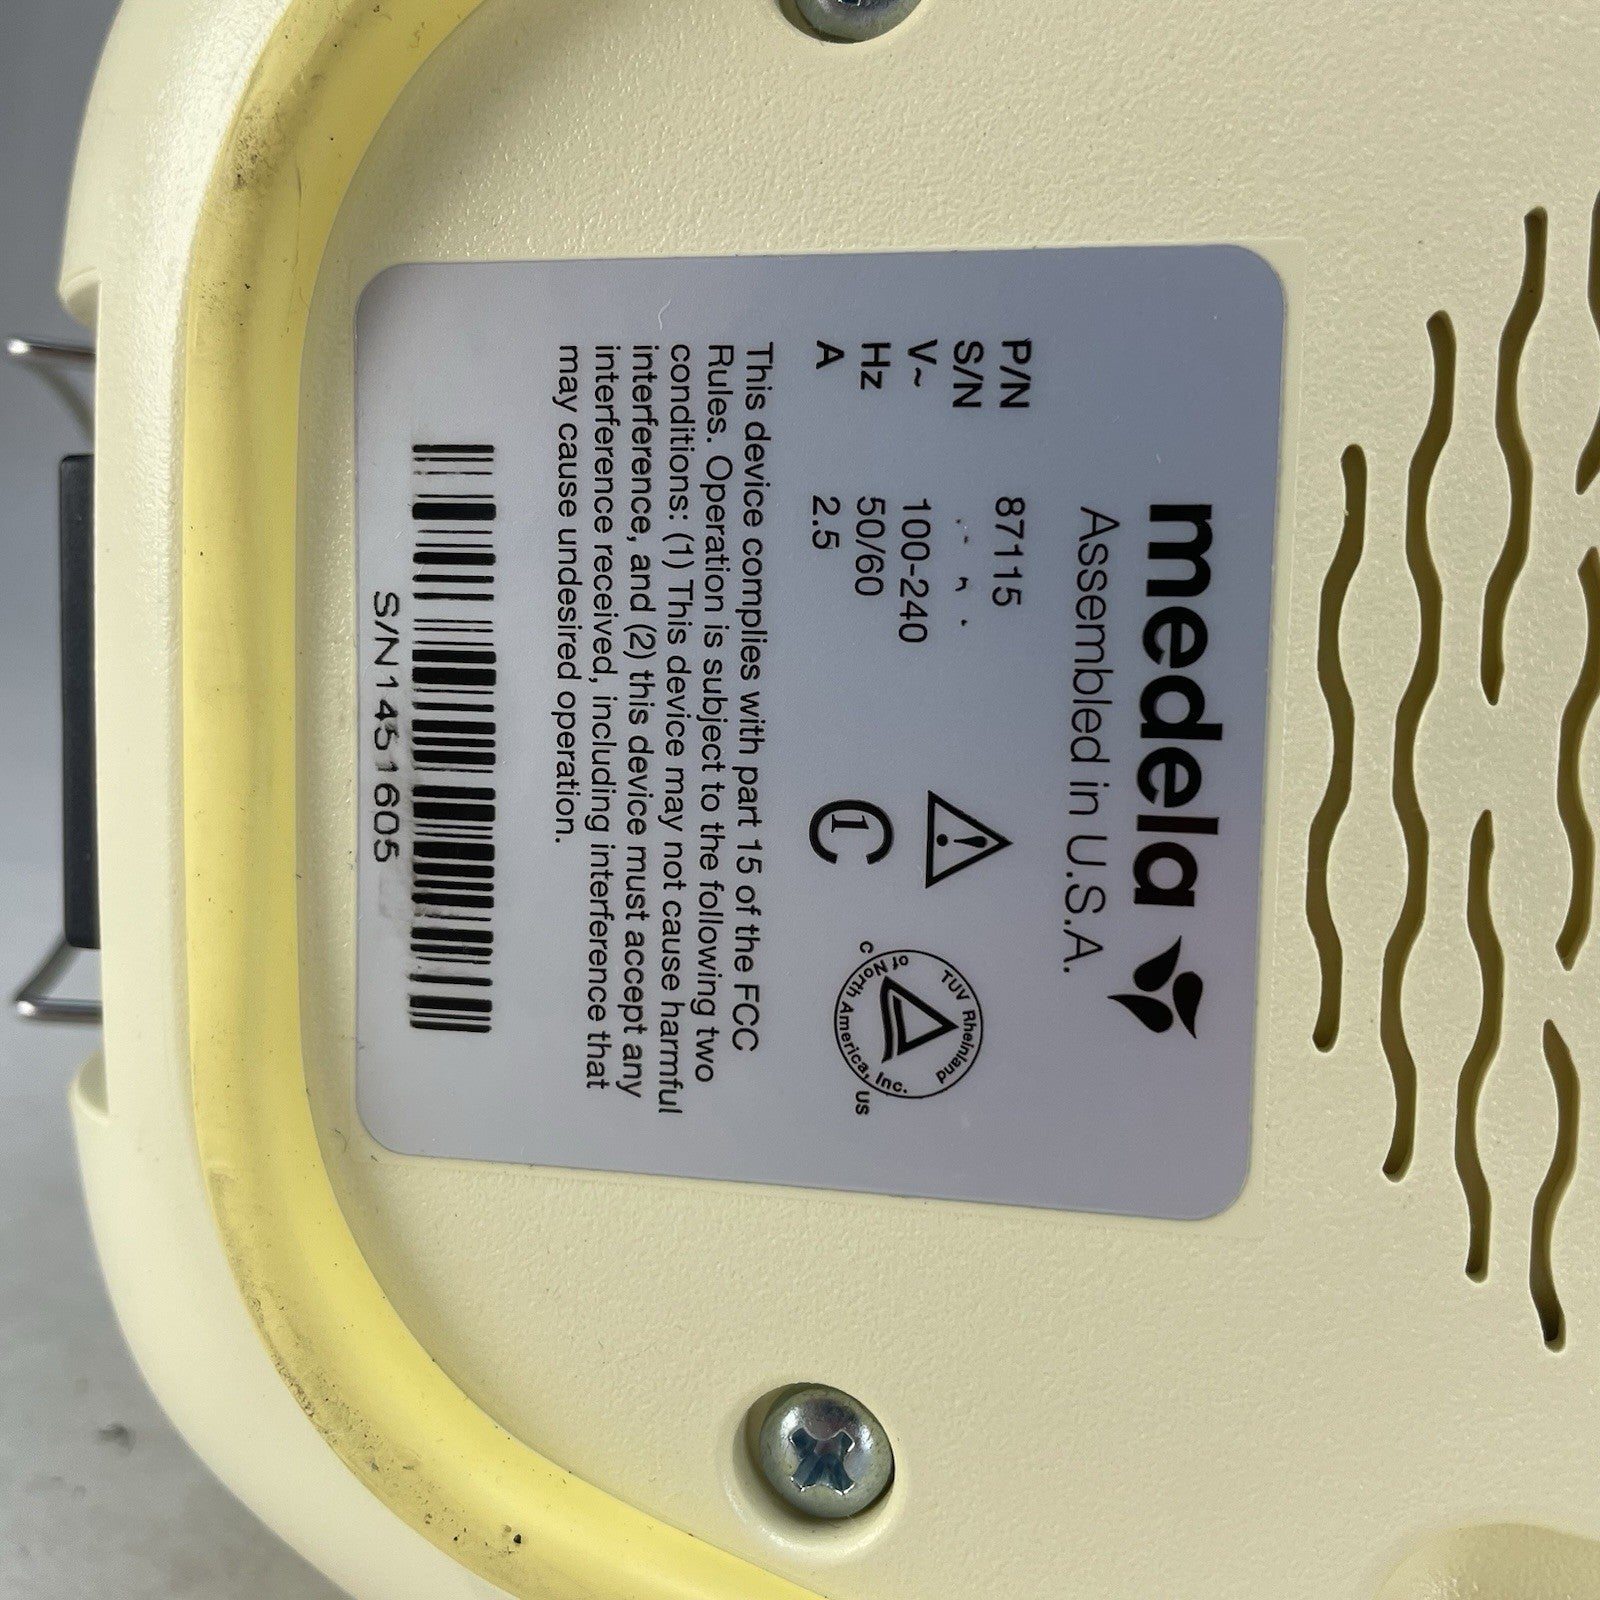 medela
Assembled in U.S.A.
P/N 87115
S/N
V~ 100-240
Hz 50/60
A 2.5
1C
TUV Rheinland
of North America, Inc.
C US
This device complies with part 15 of the FCC
Rules. Operation is subject to the following two
conditions: (1) This device may not cause harmful
interference, and (2) this device must accept any
interference received, including interference that
may cause undesired operation.
S/N1451605